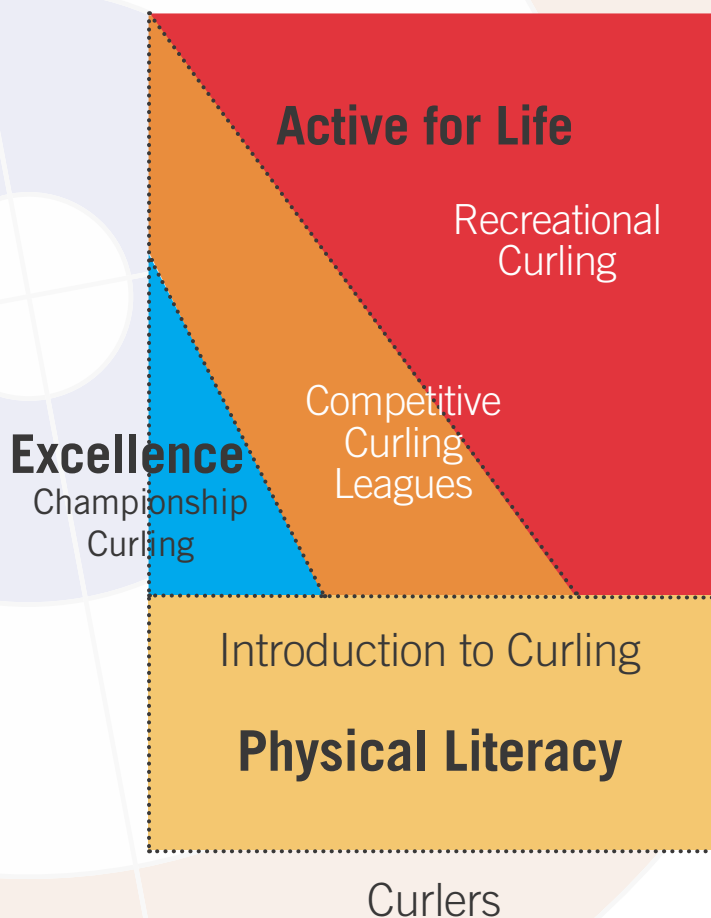 Active for Life
Recreational
Curling
Competitive
Curling
Leagues
Excellence
Championship
Curling
Introduction to Curling
Physical Literacy
Curlers